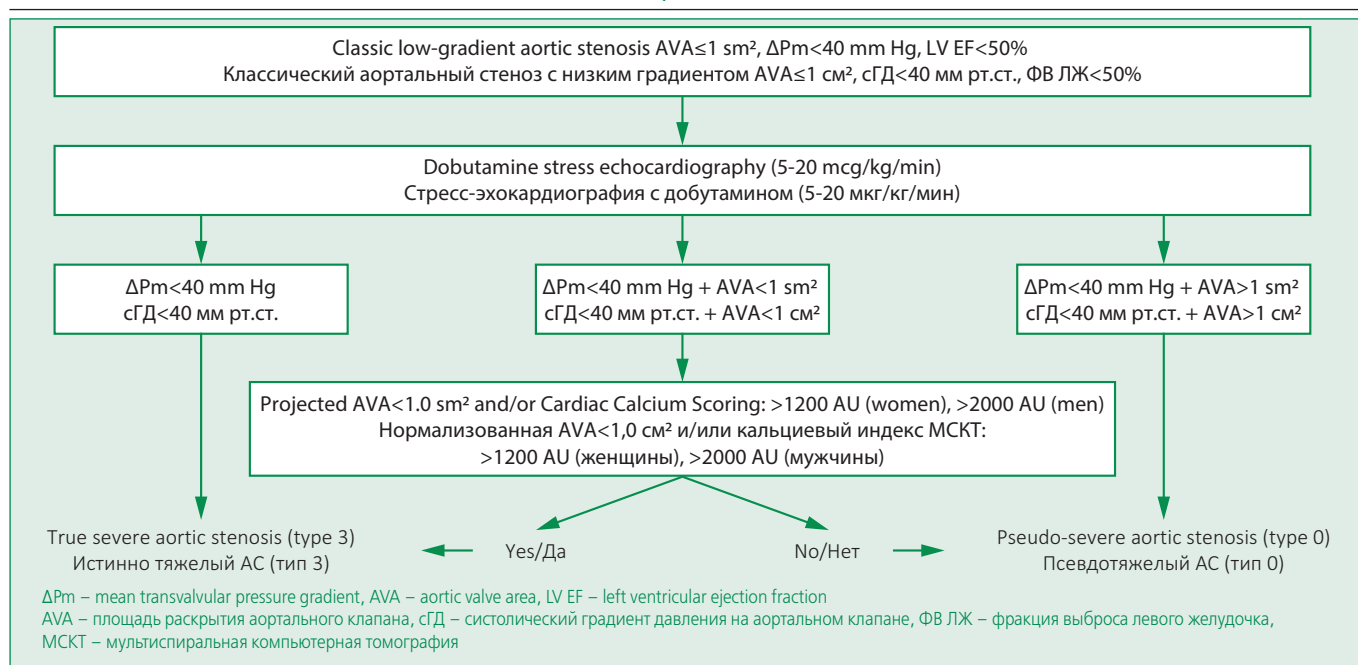 Classic low-gradient aortic stenosis AVA≤1 sm², ΔPm<40 mm Hg, LV EF<50%
Классический аортальный стеноз с низким градиентом AVA≤1 см², сГД<40 мм рт.ст., ФВ ЛЖ<50%
Dobutamine stress echocardiography (5-20 mcg/kg/min)
Стресс-эхокардиография с добутамином (5-20 мкг/кг/мин)
ΔPm<40 mm Hg
сГД<40 мм рт.ст.
ΔPm<40 mm Hg + AVA<1 sm²
сГД<40 мм рт.ст. + AVA<1 см²
ΔPm<40 mm Hg + AVA>1 sm²
сГД<40 мм рт.ст. + AVA>1 см²
Projected AVA<1.0 sm² and/or Cardiac Calcium Scoring: >1200 AU (women), >2000 AU (men)
Нормализованная AVA<1,0 см² и/или кальциевый индекс МСКТ:
>1200 AU (женщины), >2000 AU (мужчины)
True severe aortic stenosis (type 3)
Истинно тяжелый АС (тип 3)
Yes/Да
No/Нет
Pseudo-severe aortic stenosis (type 0)
Псевдотяжелый АС (тип 0)
ΔPm – mean transvalvular pressure gradient, AVA – aortic valve area, LV EF – left ventricular ejection fraction
AVA – площадь раскрытия аортального клапана, сГД – систолический градиент давления на аортальном клапане, ФВ ЛЖ – фракция выброса левого желудочка,
МСКТ – мультиспиральная компьютерная томография